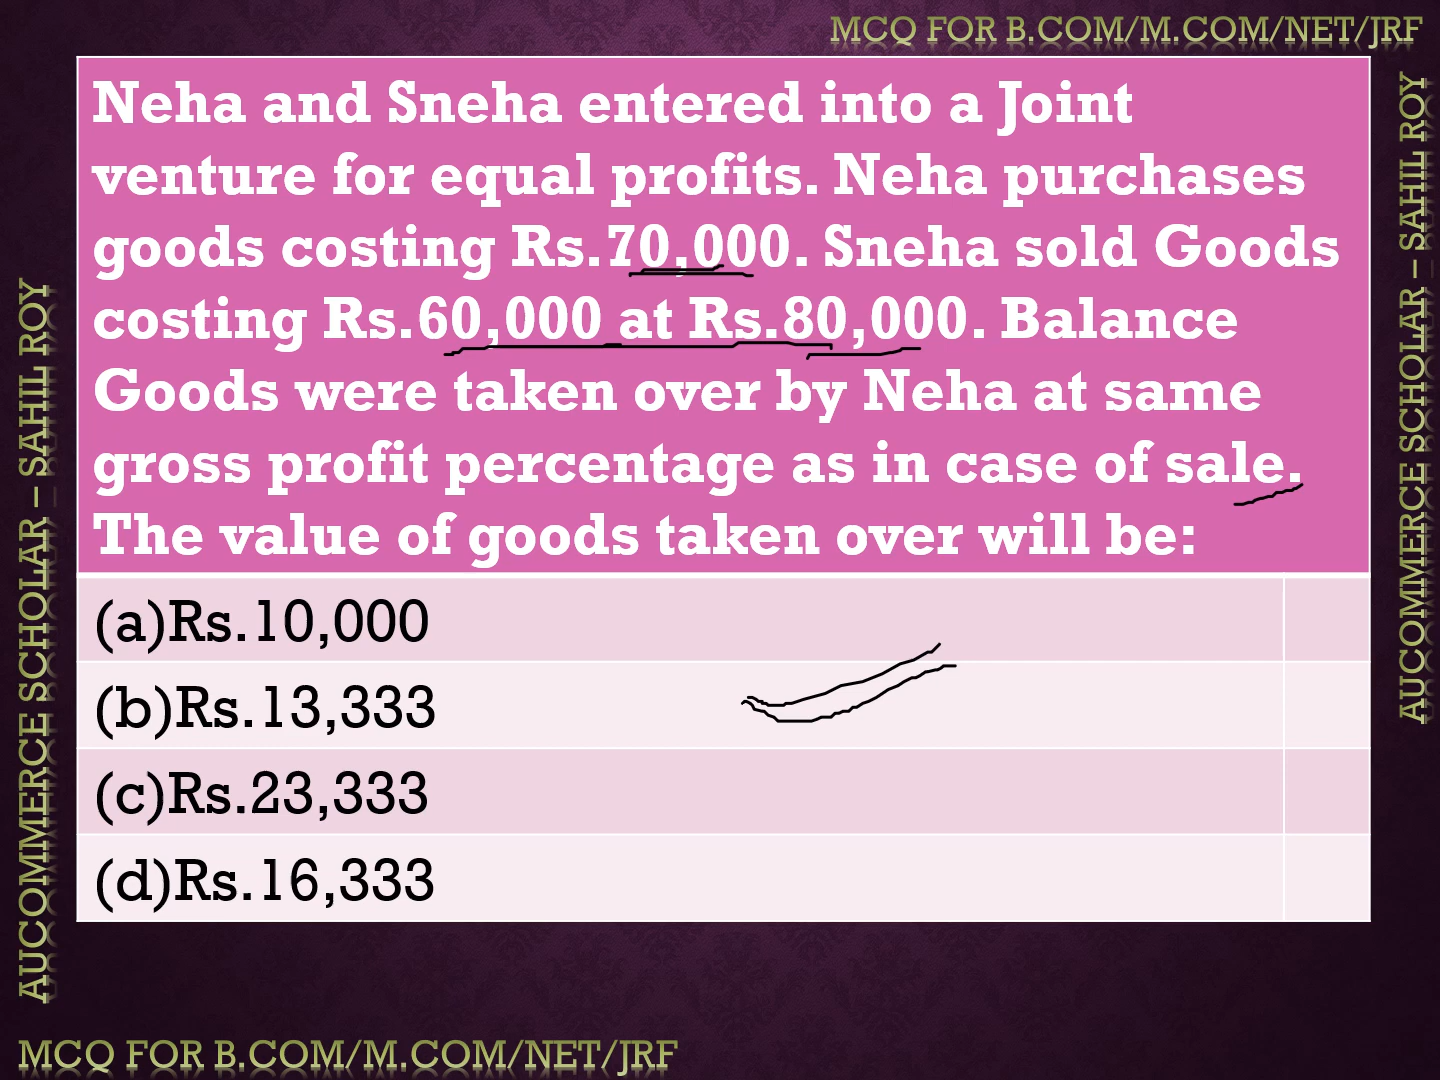 MCQ FOR B.COM/M.COM/NET/JRF
Neha and Sneha entered into a Joint
venture for equal profits. Neha purchases
goods costing Rs.70,000. Sneha sold Goods
costing Rs.60,000 at Rs.80,000. Balance
Goods were taken over by Neha at same
gross profit percentage as in case of sale.
The value of goods taken over will be:
(a)Rs.10,000
(b)Rs.13,333
(c)Rs.23,333
(d)Rs.16,333
AUCOMMERCE SCHOLAR – SAHIL ROY
AUCOMMERCE SCHOLAR – SAHIL ROY
MCQ FOR B.COM/M.COM/NET/JRF